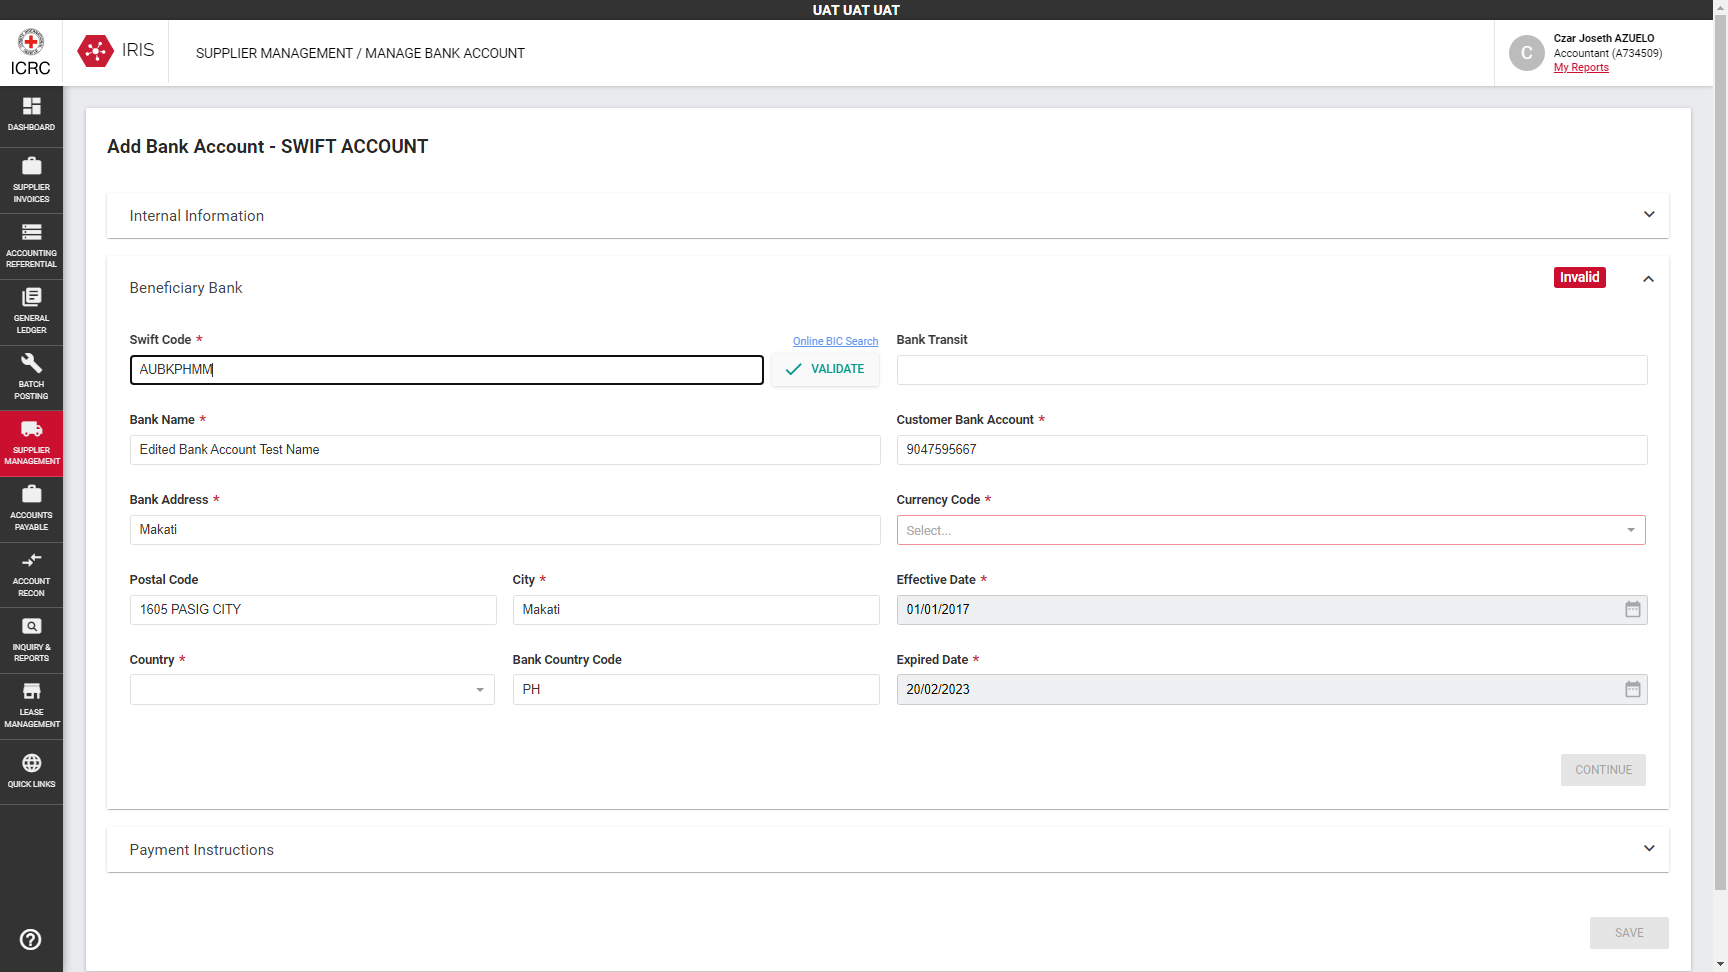 UAT UAT UAT
ICRC
IRIS
SUPPLIER MANAGEMENT / MANAGE BANK ACCOUNT
C
Czar Joseth AZUELO
Accountant (A734509)
My Reports
DASHBOARD
SUPPLIER
INVOICES
ACCOUNTING
REFERENTIAL
GENERAL
LEDGER
BATCH
POSTING
SUPPLIER
MANAGEMENT
ACCOUNTS
PAYABLE
ACCOUNT
RECON
INQUIRY &
REPORTS
LEASE
MANAGEMENT
QUICK LINKS
Add Bank Account - SWIFT ACCOUNT
Internal Information
Beneficiary Bank
Invalid
Swift Code *
Online BIC Search
AUBKPHMM
VALIDATE
Bank Transit
Bank Name *
Edited Bank Account Test Name
Customer Bank Account *
9047595667
Bank Address *
Makati
Currency Code *
Select...
Postal Code
1605 PASIG CITY
City *
Makati
Effective Date *
01/01/2017
Country *
Bank Country Code
PH
Expired Date *
20/02/2023
CONTINUE
Payment Instructions
SAVE